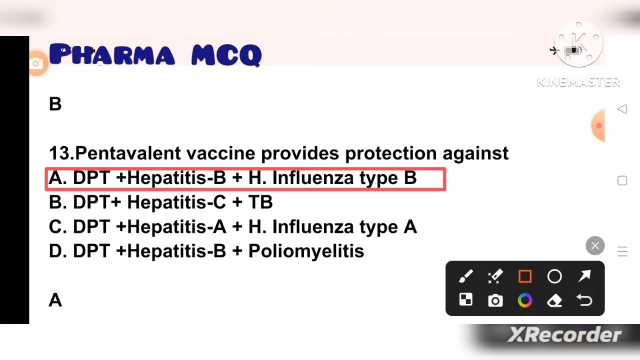 PHARMA MCQ
K
KINEMASTER
B
13.Pentavalent vaccine provides protection against
A. DPT +Hepatitis-B + H. Influenza type B
B. DPT+ Hepatitis-C + TB
C. DPT +Hepatitis-A + H. Influenza type A
D. DPT +Hepatitis-B + Poliomyelitis
A
XRecorder